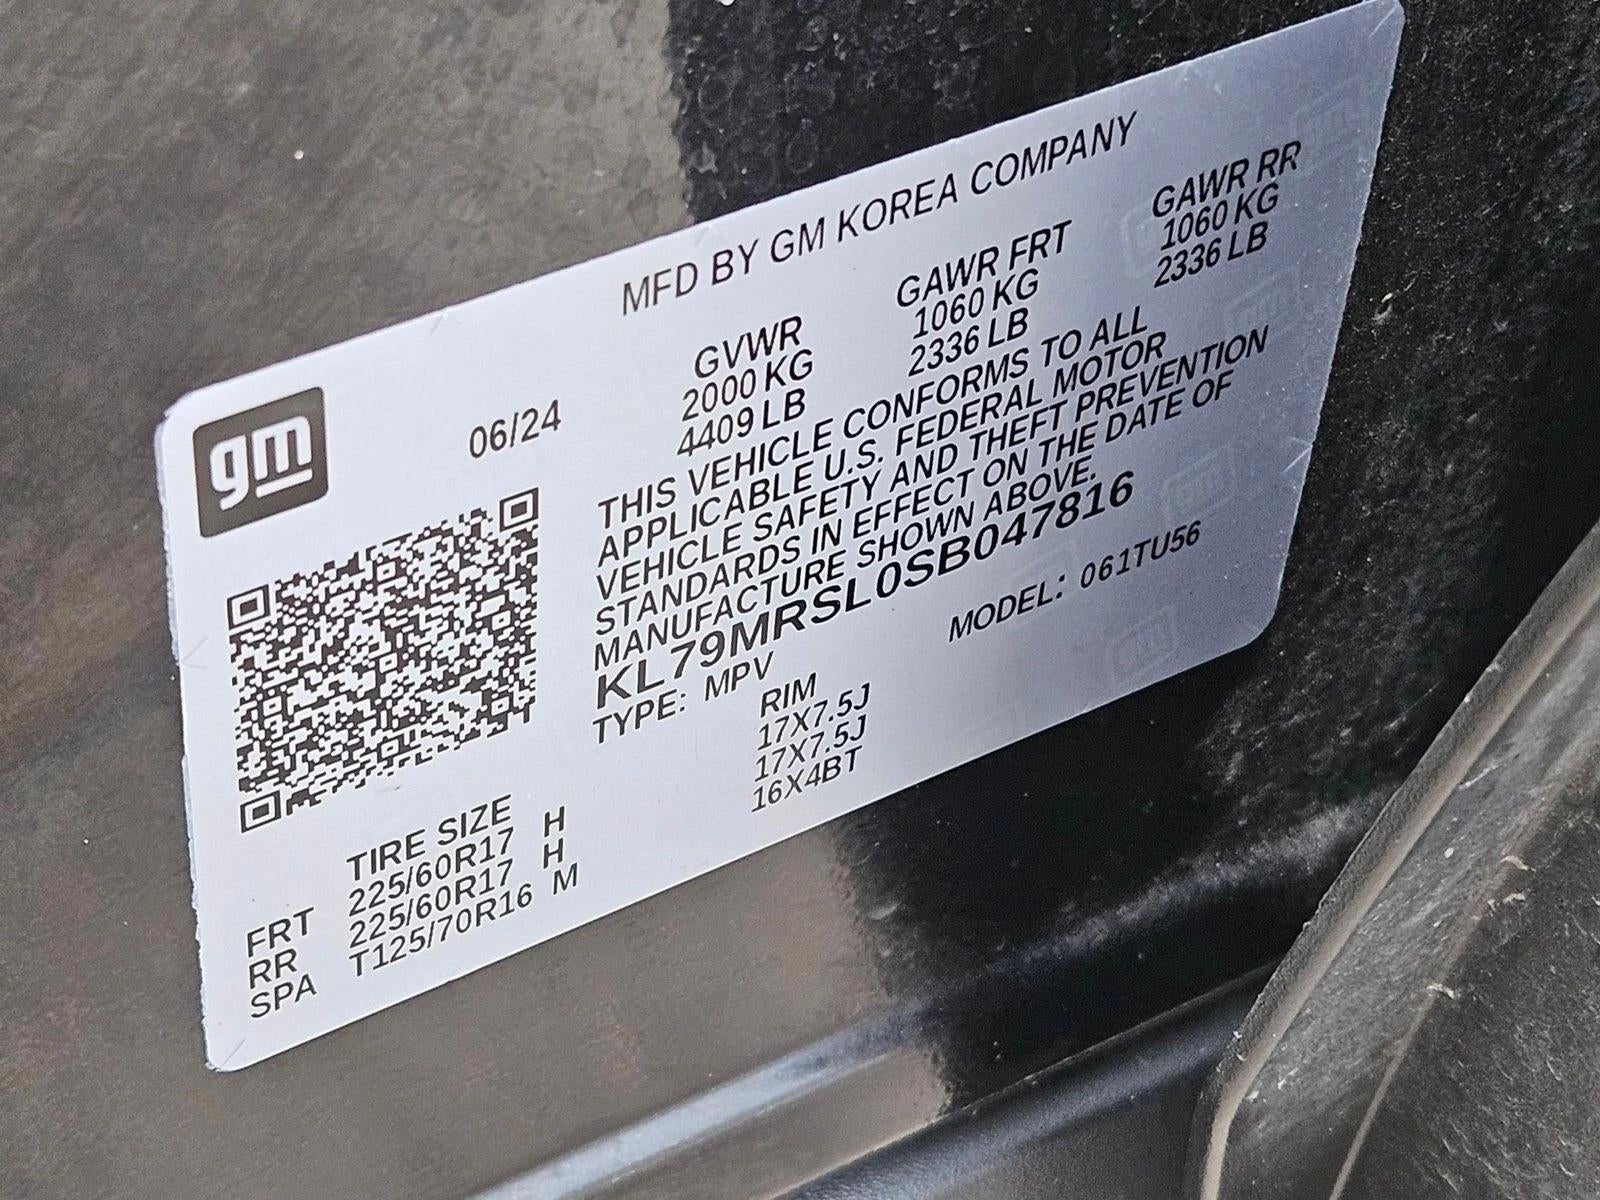 MFD BY GM KOREA COMPANY
gm
06/24
GVWR GAWR FRT GAWR RR
2000 KG 1060 KG 1060 KG
4409 LB 2336 LB 2336 LB
THIS VEHICLE CONFORMS TO ALL
APPLICABLE U.S. FEDERAL MOTOR
VEHICLE SAFETY AND THEFT PREVENTION
STANDARDS IN EFFECT ON THE DATE OF
MANUFACTURE SHOWN ABOVE.
KL79MRSL0SB047816
TYPE: MPV MODEL: 061TU56
TIRE SIZE RIM
FRT 225/60R17 H 17X7.5J
RR 225/60R17 H 17X7.5J
SPA T125/70R16 M 16X4BT